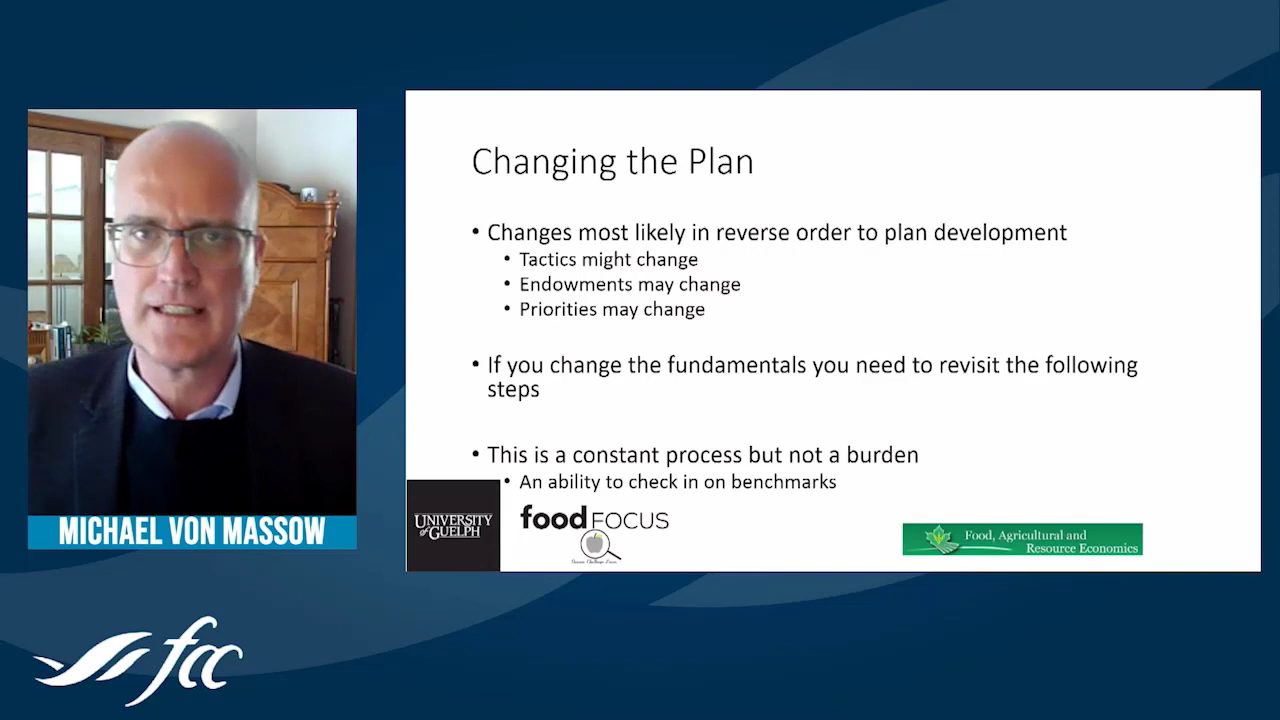 Changing the Plan
• Changes most likely in reverse order to plan development
• Tactics might change
• Endowments may change
• Priorities may change
• If you change the fundamentals you need to revisit the following
steps
• This is a constant process but not a burden
• An ability to check in on benchmarks
UNIVERSITY
of GUELPH
food FOCUS
Food, Agricultural and
Resource Economics
MICHAEL VON MASSOW
fcc